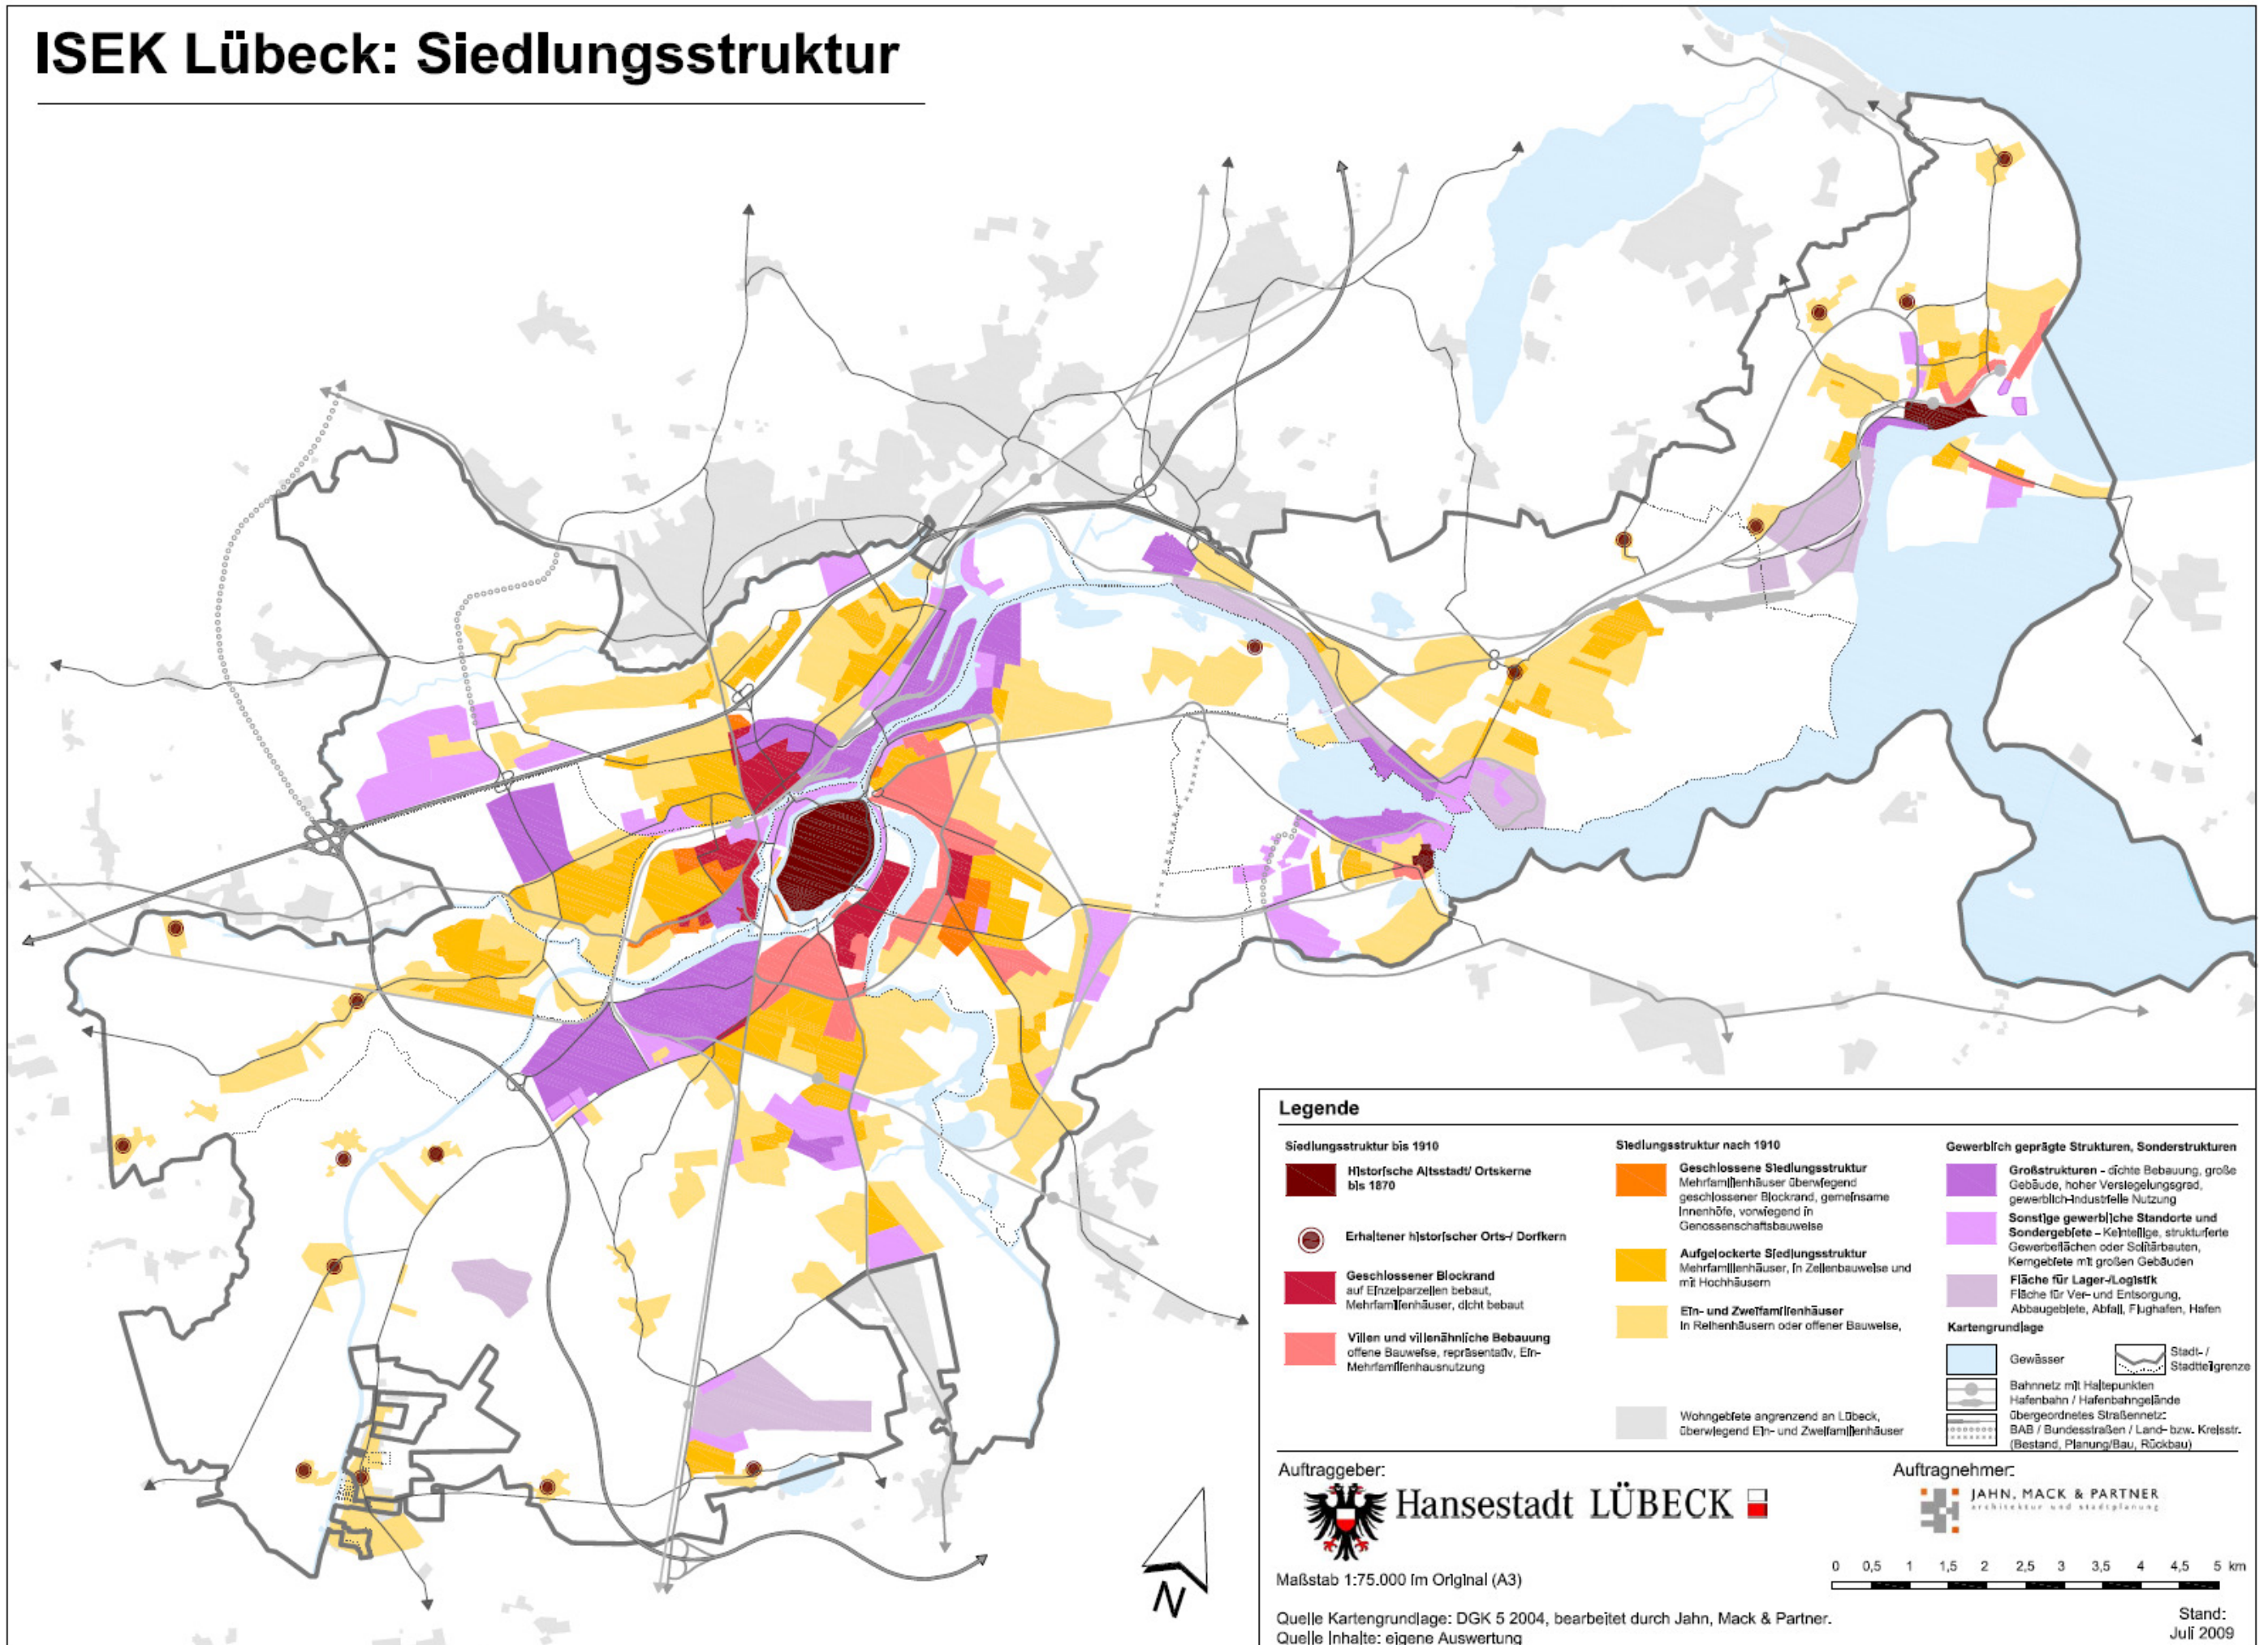 ISEK Lübeck: Siedlungsstruktur
Legende
Siedlungsstruktur bis 1910
Historische Altsstadt/ Ortskerne
bis 1870
Erhaltener historischer Orts-/ Dorfkern
Geschlossener Blockrand
auf Einzelparzellen bebaut,
Mehrfamilienhäuser, dicht bebaut
Villen und villenähnliche Bebauung
offene Bauweise, repräsentativ, Ein-
Mehrfamilienhausnutzung
Siedlungsstruktur nach 1910
Geschlossene Siedlungsstruktur
Mehrfamilienhäuser überwiegend
geschlossener Blockrand, gemeinsame
Innenhöfe, vorwiegend in
Genossenschaftsbauweise
Aufgelockerte Siedlungsstruktur
Mehrfamilienhäuser, in Zeilenbauweise und
mit Hochhäusern
Ein- und Zweifamilienhäuser
in Reihenhäusern oder offener Bauweise,
Wohngebiete angrenzend an Lübeck,
überwiegend Ein- und Zweifamilienhäuser
Gewerblich geprägte Strukturen, Sonderstrukturen
Großstrukturen - dichte Bebauung, große
Gebäude, hoher Versiegelungsgrad,
gewerblich-industrielle Nutzung
Sonstige gewerbliche Standorte und
Sondergebiete - Keinteilige, strukturierte
Gewerbeflächen oder Solitärbauten,
Kerngebiete mit großen Gebäuden
Fläche für Lager-/Logistik
Fläche für Ver- und Entsorgung,
Abbaugebiete, Abfall, Flughafen, Hafen
Kartengrundlage
Gewässer
Stadt- /
Stadtteilgrenze
Bahnnetz mit Haltepunkten
Hafenbahn / Hafenbahngelände
übergeordnetes Straßennetz:
BAB / Bundesstraßen / Land- bzw. Kreisstr.
(Bestand, Planung/Bau, Rückbau)
Auftraggeber:
Hansestadt LÜBECK
Auftragnehmer:
JAHN, MACK & PARTNER
architektur und stadtplanung
N
Maßstab 1:75.000 im Original (A3)
0 0,5 1 1,5 2 2,5 3 3,5 4 4,5 5 km
Quelle Kartengrundlage: DGK 5 2004, bearbeitet durch Jahn, Mack & Partner.
Quelle Inhalte: eigene Auswertung
Stand:
Juli 2009